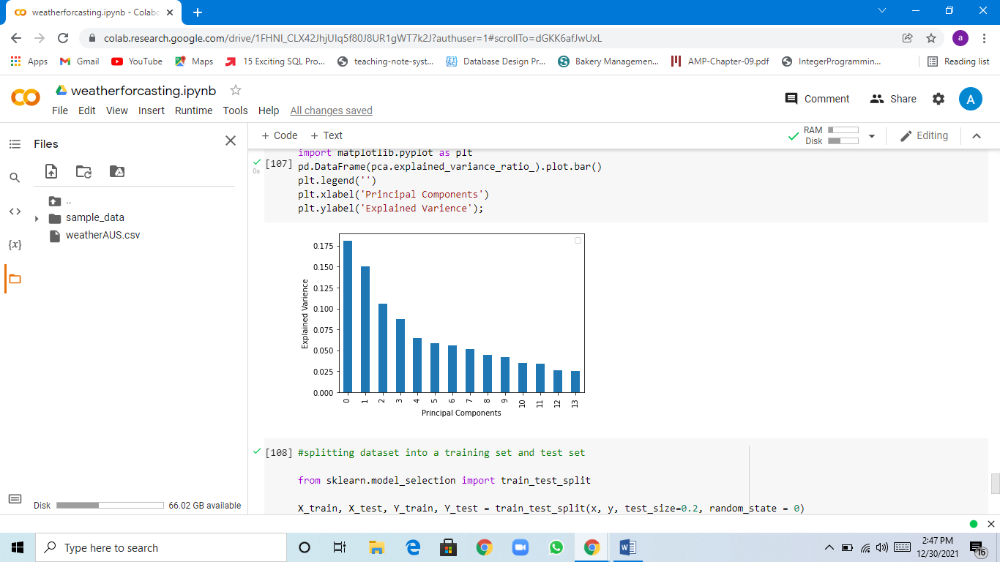 weatherforcasting.ipynb - Colabo
colab.research.google.com/drive/1FHNI_CLX42JhjUIq5f80J8UR1gWT7k2J?authuser=1#scrollTo=dGKK6afJwUxL
a
Apps Gmail YouTube Maps 15 Exciting SQL Pro... teaching-note-syst... Database Design Pr... Bakery Managemen... AMP-Chapter-09.pdf IntegerProgrammin... Reading list
weatherforcasting.ipynb
Comment Share A
File Edit View Insert Runtime Tools Help All changes saved
Files
+ Code + Text
RAM
Disk
Editing
..
sample_data
weatherAUS.csv
{x}
import matplotlib.pyplot as plt
[107] pd.DataFrame(pca.explained_variance_ratio_).plot.bar()
0s
plt.legend('')
plt.xlabel('Principal Components')
plt.ylabel('Explained Varience');
0.175
0.150
0.125
0.100
0.075
0.050
0.025
0.000
Explained Varience
0 1 2 3 4 5 6 7 8 9 10 11 12 13
Principal Components
[108] #splitting dataset into a training set and test set
from sklearn.model_selection import train_test_split
X_train, X_test, Y_train, Y_test = train_test_split(x, y, test_size=0.2, random_state = 0)
Disk 66.02 GB available
Type here to search
2:47 PM
12/30/2021
16